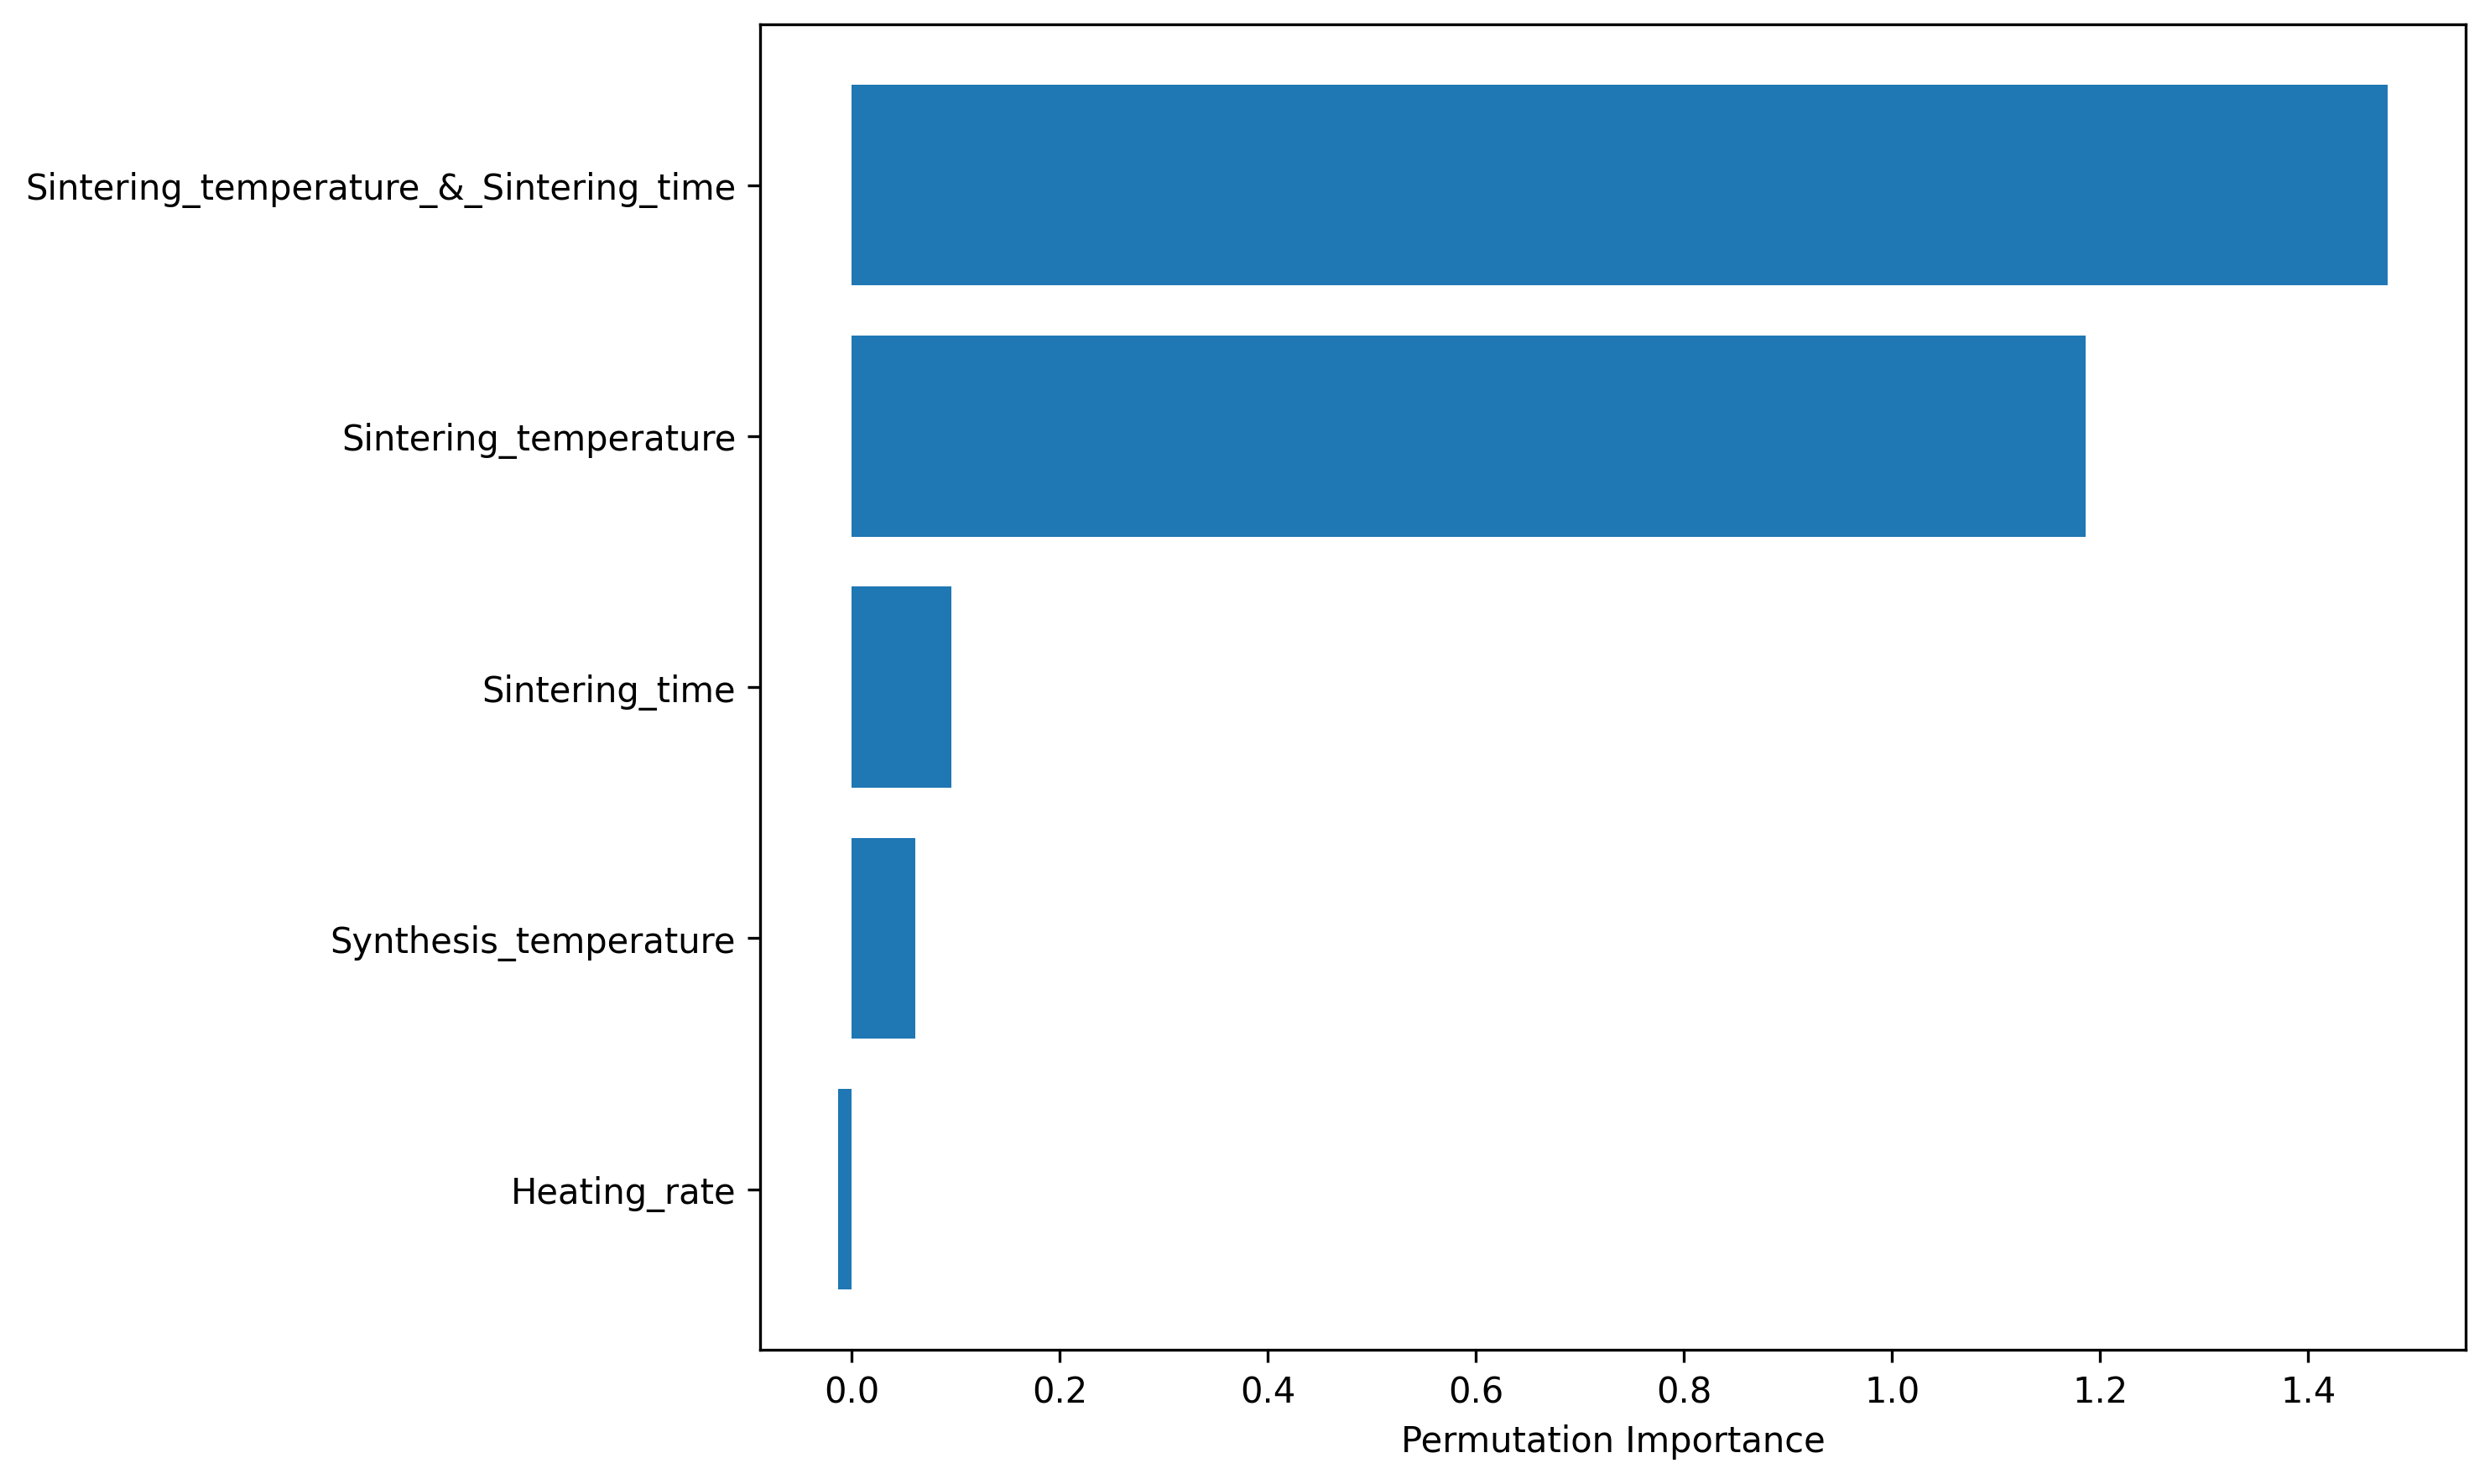 Sintering_temperature_&_Sintering_time
Sintering_temperature
Sintering_time
Synthesis_temperature
Heating_rate
0.0 0.2 0.4 0.6 0.8 1.0 1.2 1.4
Permutation Importance